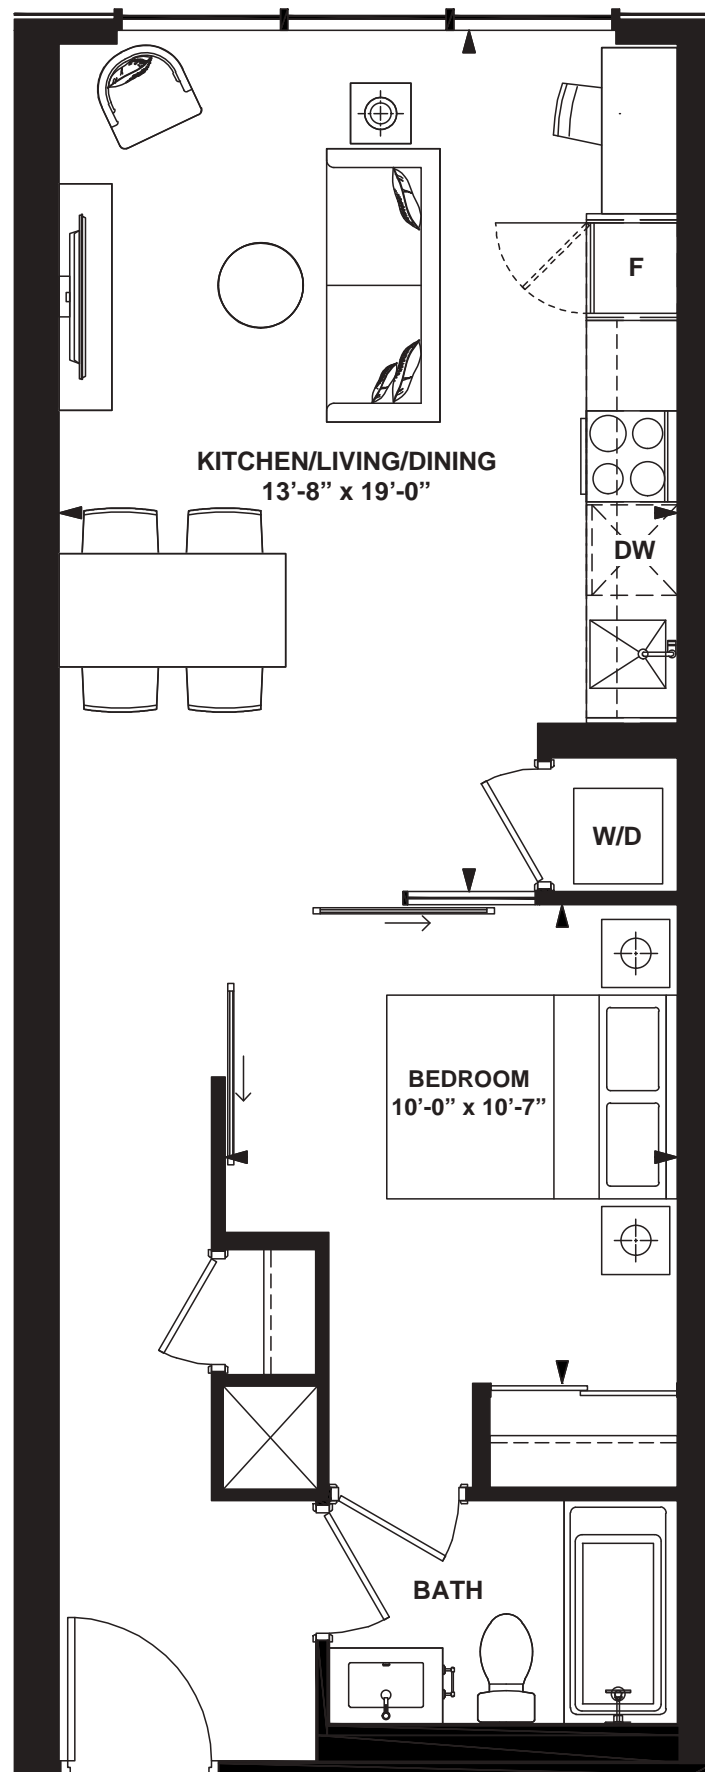 F
KITCHEN/LIVING/DINING
13’-8” x 19’-0”
DW
W/D
BEDROOM
10’-0” x 10’-7”
BATH